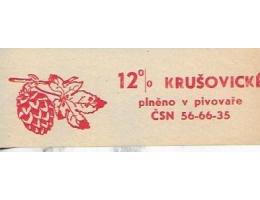 12% KRUŠOVICKÉ
plněno v pivovaře
ČSN 56-66-35